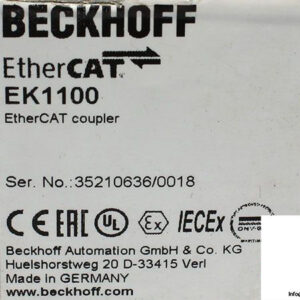 BECKHOFF
EtherCAT
EK1100
EtherCAT coupler
Ser. No.:35210636/0018
CE EAC UL Ex IECEx
Beckhoff Automation GmbH & Co. KG
Huelshorstweg 20 D-33415 Verl
Made in GERMANY
www.beckhoff.com